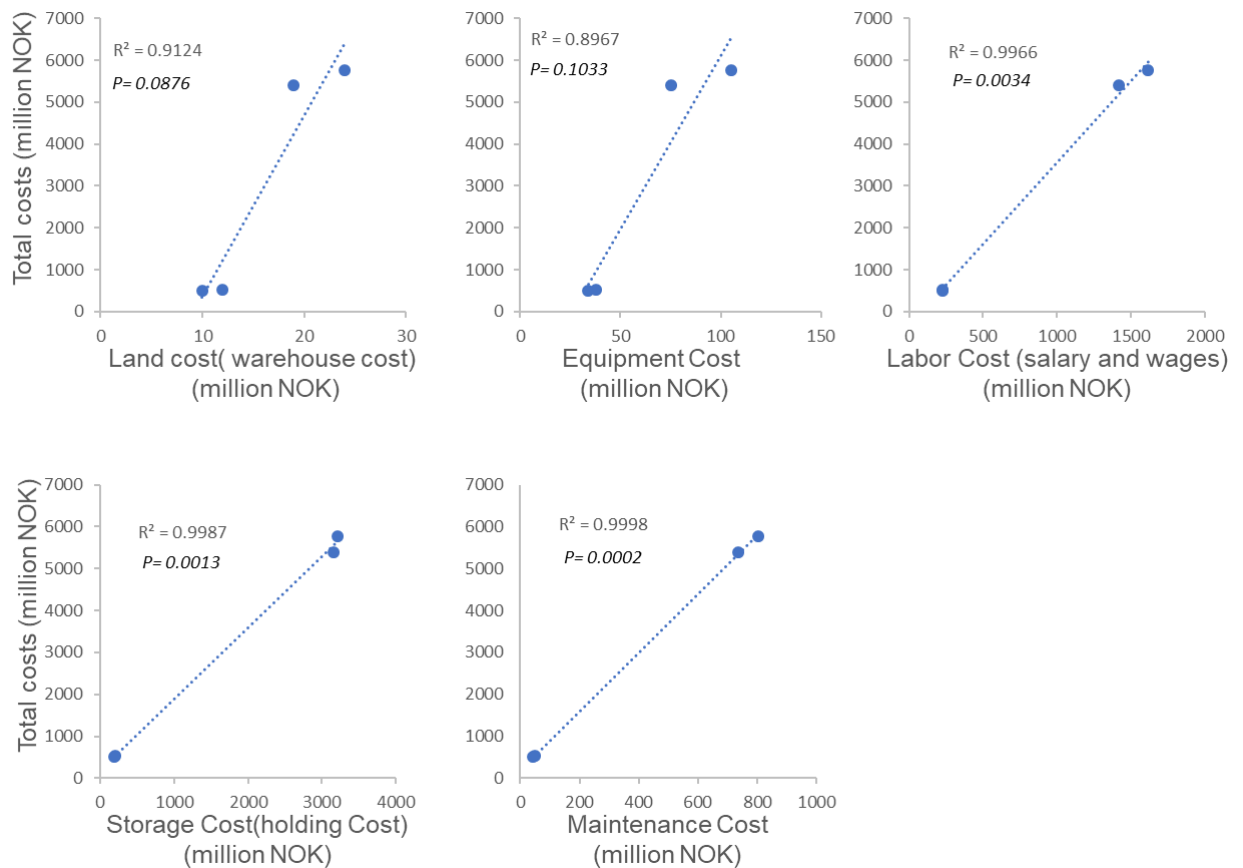 Total costs (million NOK)
7000
6000
5000
4000
3000
2000
1000
0
R² = 0.9124
P= 0.0876
0
10
20
30
Land cost( warehouse cost)
(million NOK)
7000
6000
5000
4000
3000
2000
1000
0
R² = 0.8967
P= 0.1033
0
50
100
150
Equipment Cost
(million NOK)
7000
6000
5000
4000
3000
2000
1000
0
R² = 0.9966
P= 0.0034
0
500
1000
1500
2000
Labor Cost (salary and wages)
(million NOK)
Total costs (million NOK)
7000
6000
5000
4000
3000
2000
1000
0
R² = 0.9987
P= 0.0013
0
1000
2000
3000
4000
Storage Cost(holding Cost)
(million NOK)
7000
6000
5000
4000
3000
2000
1000
0
R² = 0.9998
P= 0.0002
0
200
400
600
800
1000
Maintenance Cost
(million NOK)